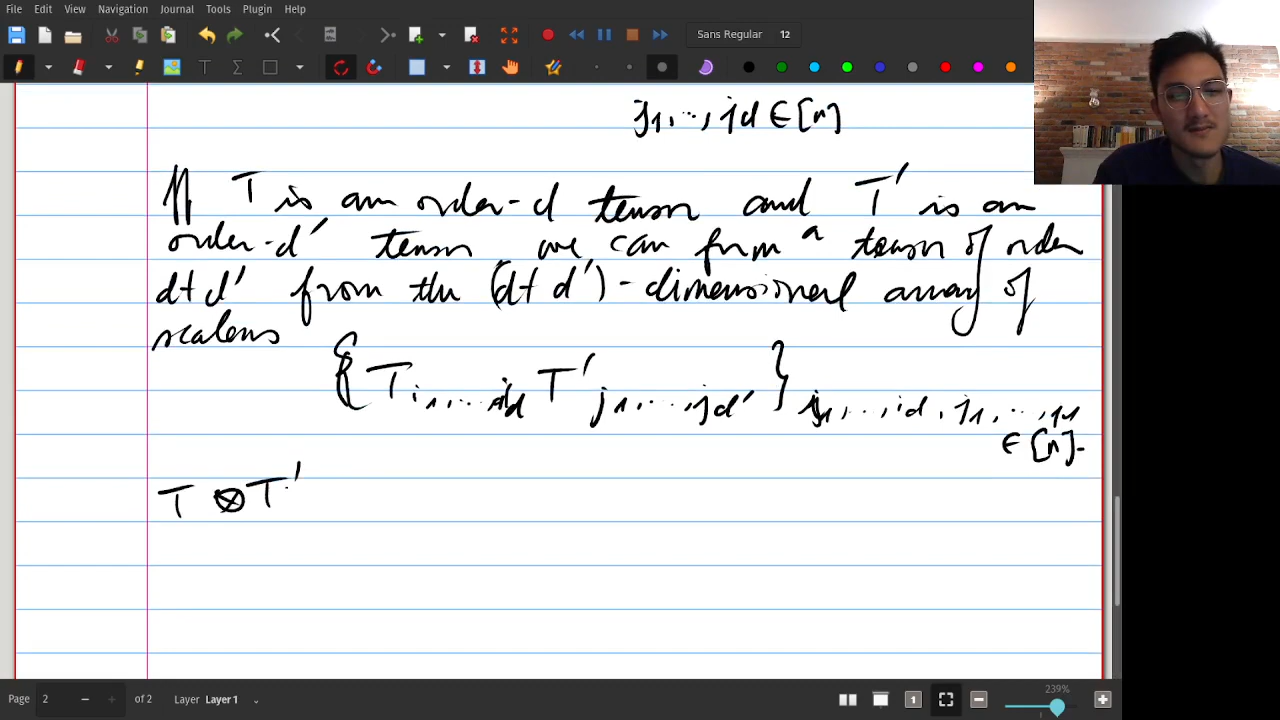 File Edit View Navigation Journal Tools Plugin Help
Sans Regular 12
j1, ..., jd ∈ [n]
If T is an order-d tensor and T' is an
order-d' tensor we can form a tensor of order
d+d' from the (d+d')-dimensional array of
scalars
{T i1,...,id T' j1,...,jd'} i1,...,id, j1,...,jd'
∈ [n].
T ⊗ T'
Page 2 of 2 Layer Layer 1 239%